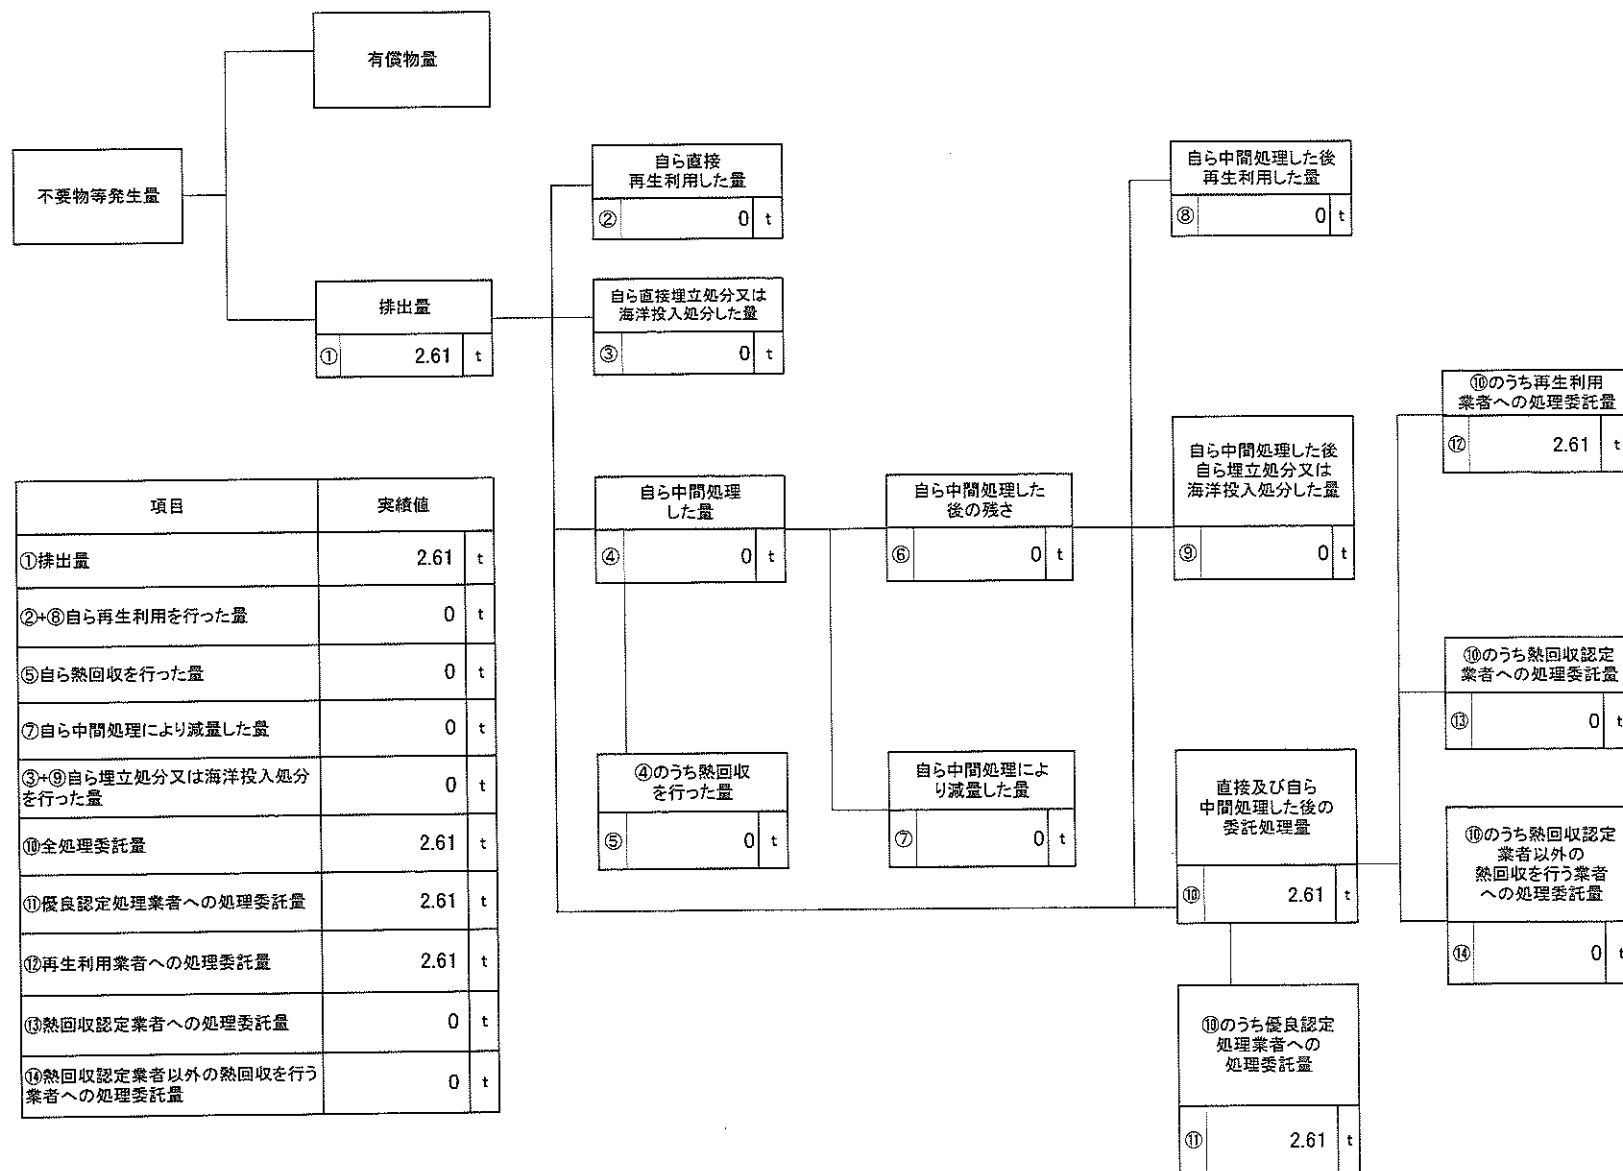 有償物量
不要物等発生量
排出量
① 2.61 t
自ら直接
再生利用した量
② 0 t
自ら直接埋立処分又は
海洋投入処分した量
③ 0 t
自ら中間処理
した量
④ 0 t
④のうち熱回収
を行った量
⑤ 0 t
自ら中間処理した
後の残さ
⑥ 0 t
自ら中間処理によ
り減量した量
⑦ 0 t
自ら中間処理した後
再生利用した量
⑧ 0 t
自ら中間処理した後
自ら埋立処分又は
海洋投入処分した量
⑨ 0 t
直接及び自ら
中間処理した後の
委託処理量
⑩ 2.61 t
⑩のうち優良認定
処理業者への
処理委託量
⑪ 2.61 t
⑩のうち再生利用
業者への処理委託量
⑫ 2.61 t
⑩のうち熱回収認定
業者への処理委託量
⑬ 0 t
⑩のうち熱回収認定
業者以外の
熱回収を行う業者
への処理委託量
⑭ 0 t
項目 実績値
①排出量 2.61 t
②+⑧自ら再生利用を行った量 0 t
⑤自ら熱回収を行った量 0 t
⑦自ら中間処理により減量した量 0 t
③+⑨自ら埋立処分又は海洋投入処分
を行った量 0 t
⑩全処理委託量 2.61 t
⑪優良認定処理業者への処理委託量 2.61 t
⑫再生利用業者への処理委託量 2.61 t
⑬熱回収認定業者への処理委託量 0 t
⑭熱回収認定業者以外の熱回収を行う
業者への処理委託量 0 t